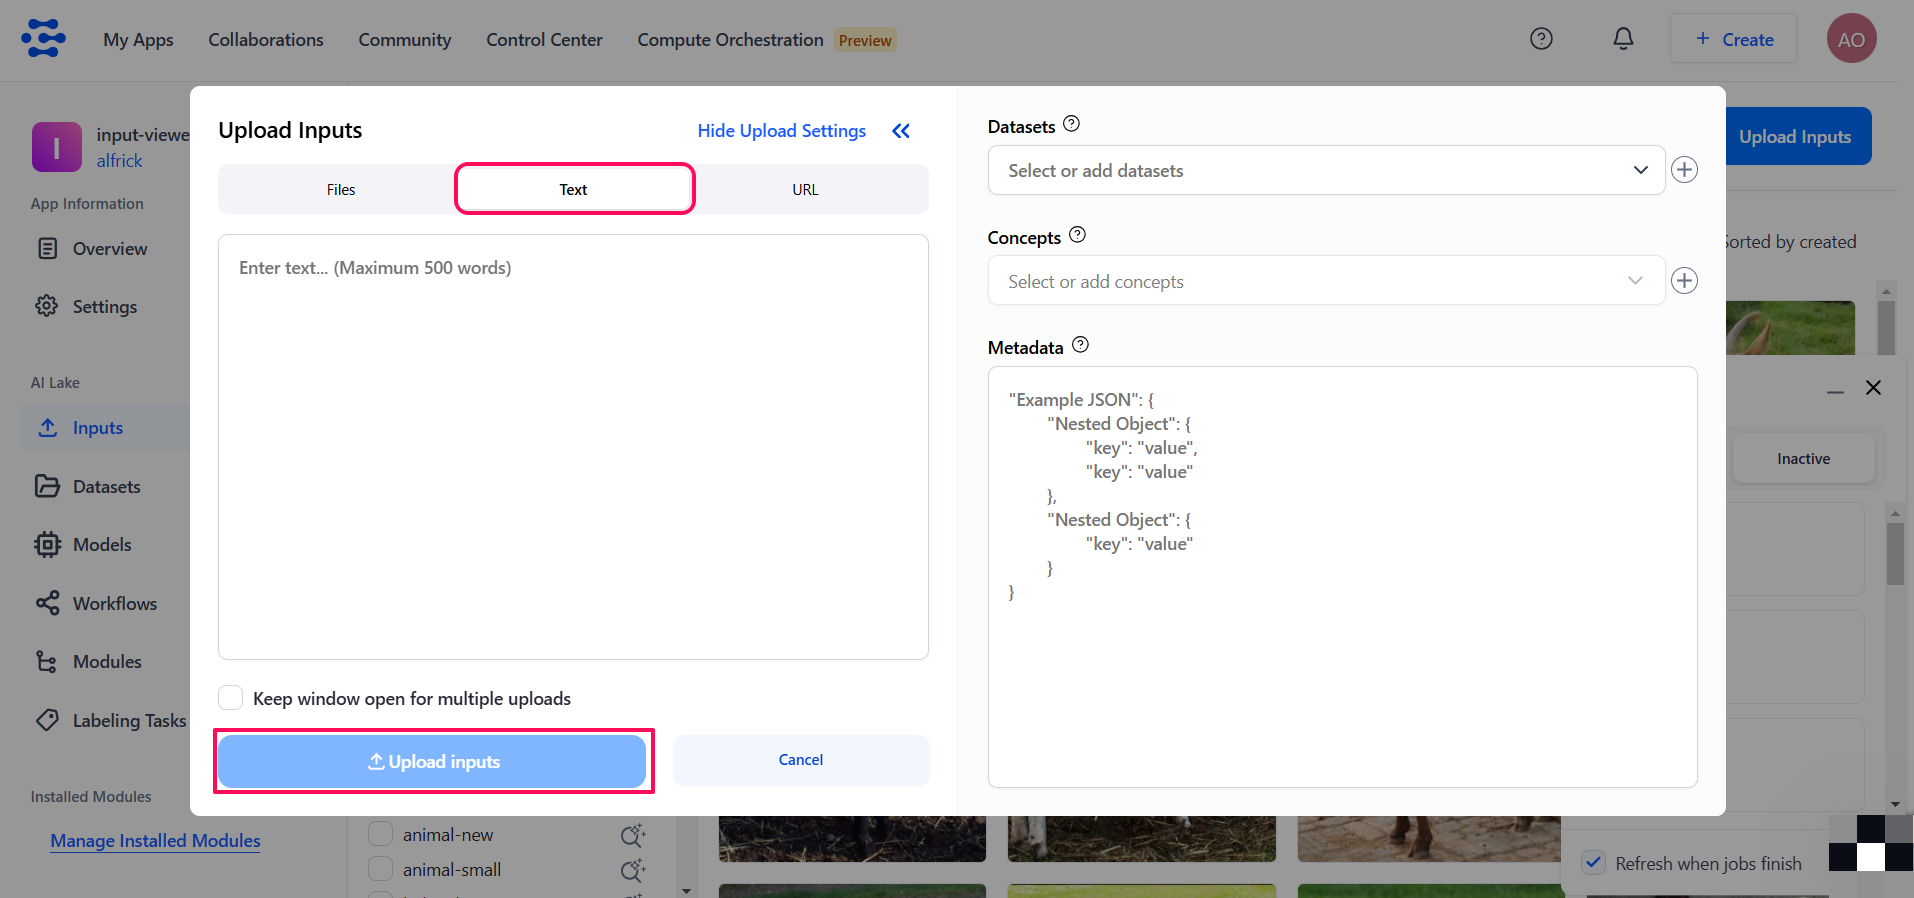 My Apps
Collaborations
Community
Control Center
Compute Orchestration
Preview
Create
AO
I
input-viewe
alfrick
App Information
Overview
Settings
AI Lake
Inputs
Datasets
Models
Workflows
Modules
Labeling Tasks
Installed Modules
Manage Installed Modules
Upload Inputs
Hide Upload Settings
Files
Text
URL
Enter text... (Maximum 500 words)
Keep window open for multiple uploads
Upload inputs
Cancel
Datasets
Select or add datasets
Concepts
Select or add concepts
Metadata
"Example JSON": {
"Nested Object": {
"key": "value",
"key": "value"
},
"Nested Object": {
"key": "value"
}
}
Upload Inputs
Sorted by created
Inactive
animal-new
animal-small
Refresh when jobs finish